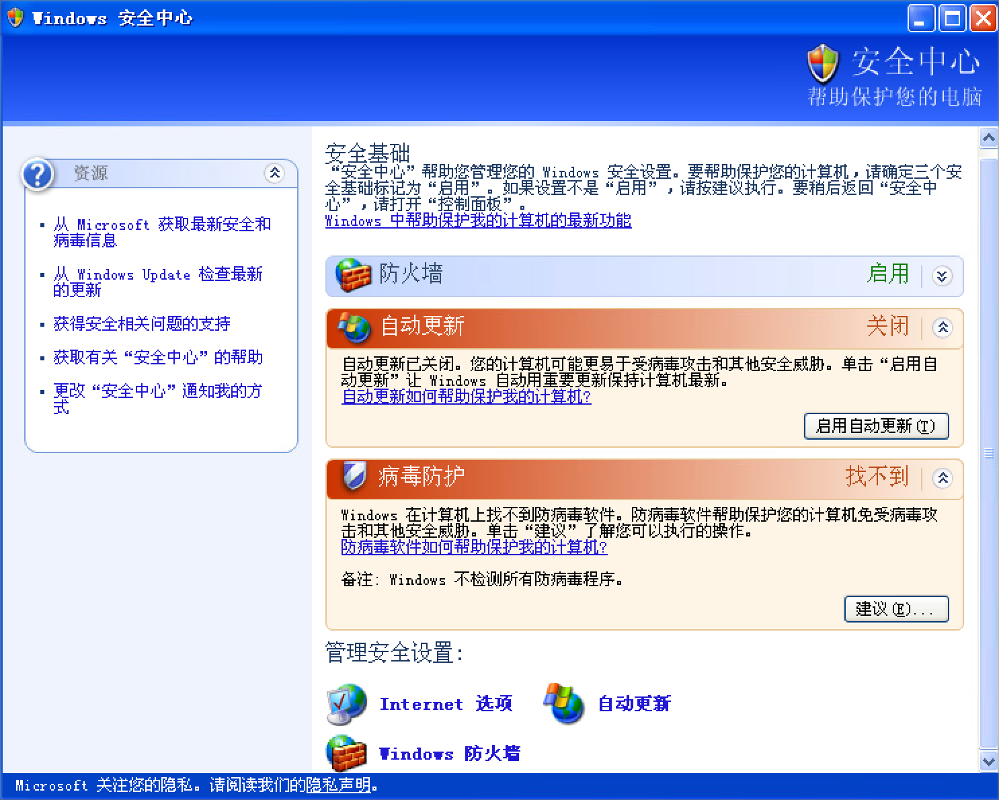 Windows 安全中心
安全中心
帮助保护您的电脑
资源
从 Microsoft 获取最新安全和
病毒信息
从 Windows Update 检查最新
的更新
获得安全相关问题的支持
获取有关“安全中心”的帮助
更改“安全中心”通知我的方
式
安全基础
“安全中心”帮助您管理您的 Windows 安全设置。要帮助保护您的计算机，请确定三个安
全基础标记为“启用”。如果设置不是“启用”，请按建议执行。要稍后返回“安全中
心”，请打开“控制面板”。
Windows 中帮助保护我的计算机的最新功能
防火墙 启用
自动更新 关闭
自动更新已关闭。您的计算机可能更易于受病毒攻击和其他安全威胁。单击“启用自
动更新”让 Windows 自动用重要更新保持计算机最新。
自动更新如何帮助保护我的计算机?
启用自动更新(T)
病毒防护 找不到
Windows 在计算机上找不到防病毒软件。防病毒软件帮助保护您的计算机免受病毒攻
击和其他安全威胁。单击“建议”了解您可以执行的操作。
防病毒软件如何帮助保护我的计算机?
备注: Windows 不检测所有防病毒程序。
建议(E)...
管理安全设置:
Internet 选项 自动更新
Windows 防火墙
Microsoft 关注您的隐私。请阅读我们的隐私声明。